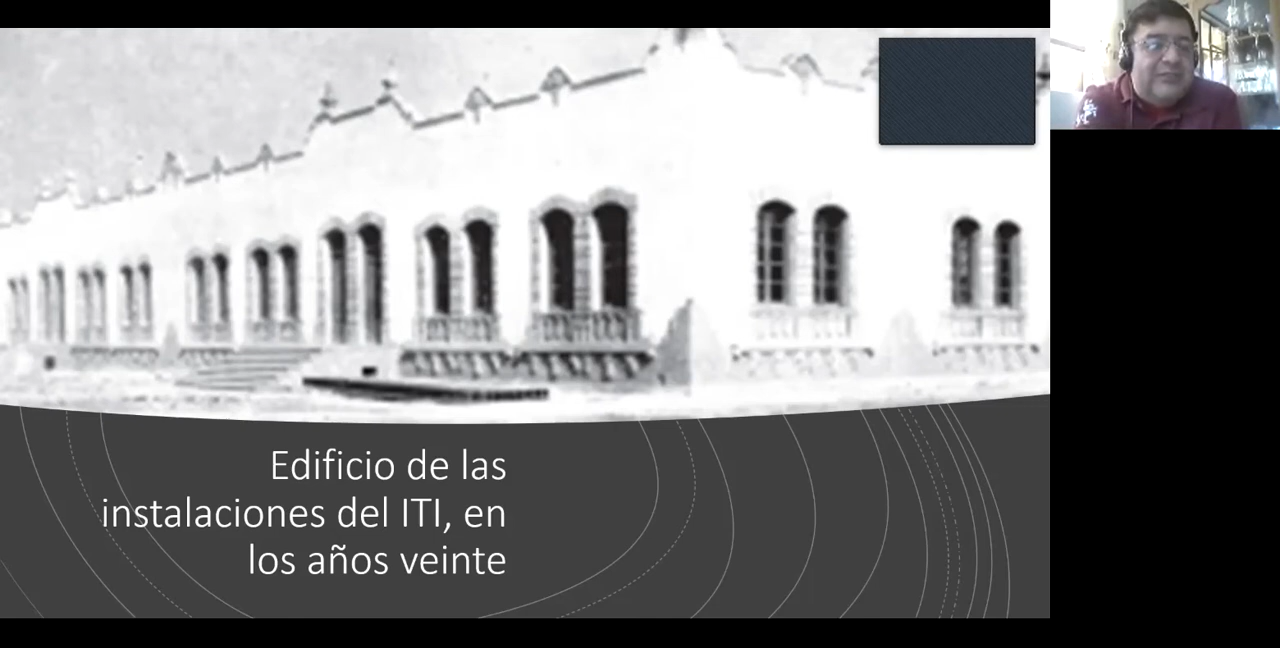 Edificio de las
instalaciones del ITI, en
los años veinte